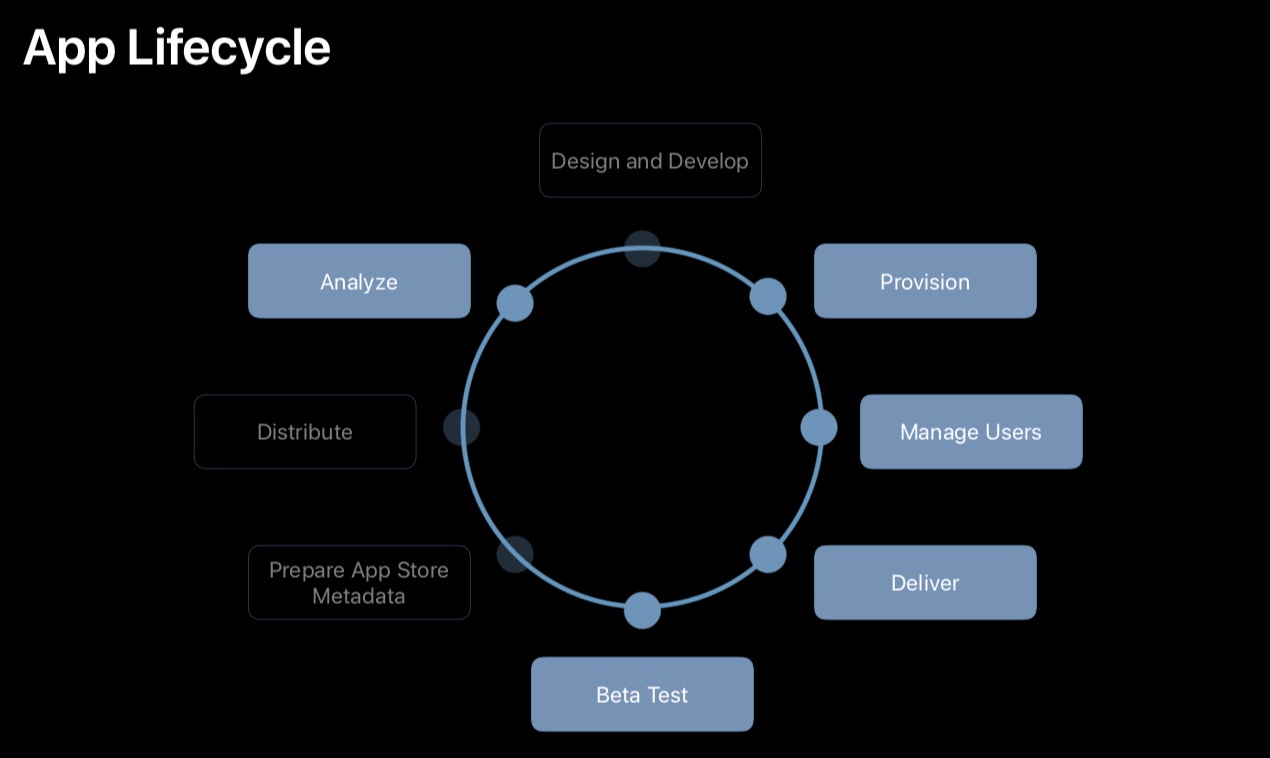 App Lifecycle
Design and Develop
Analyze
Provision
Distribute
Manage Users
Prepare App Store
Metadata
Deliver
Beta Test